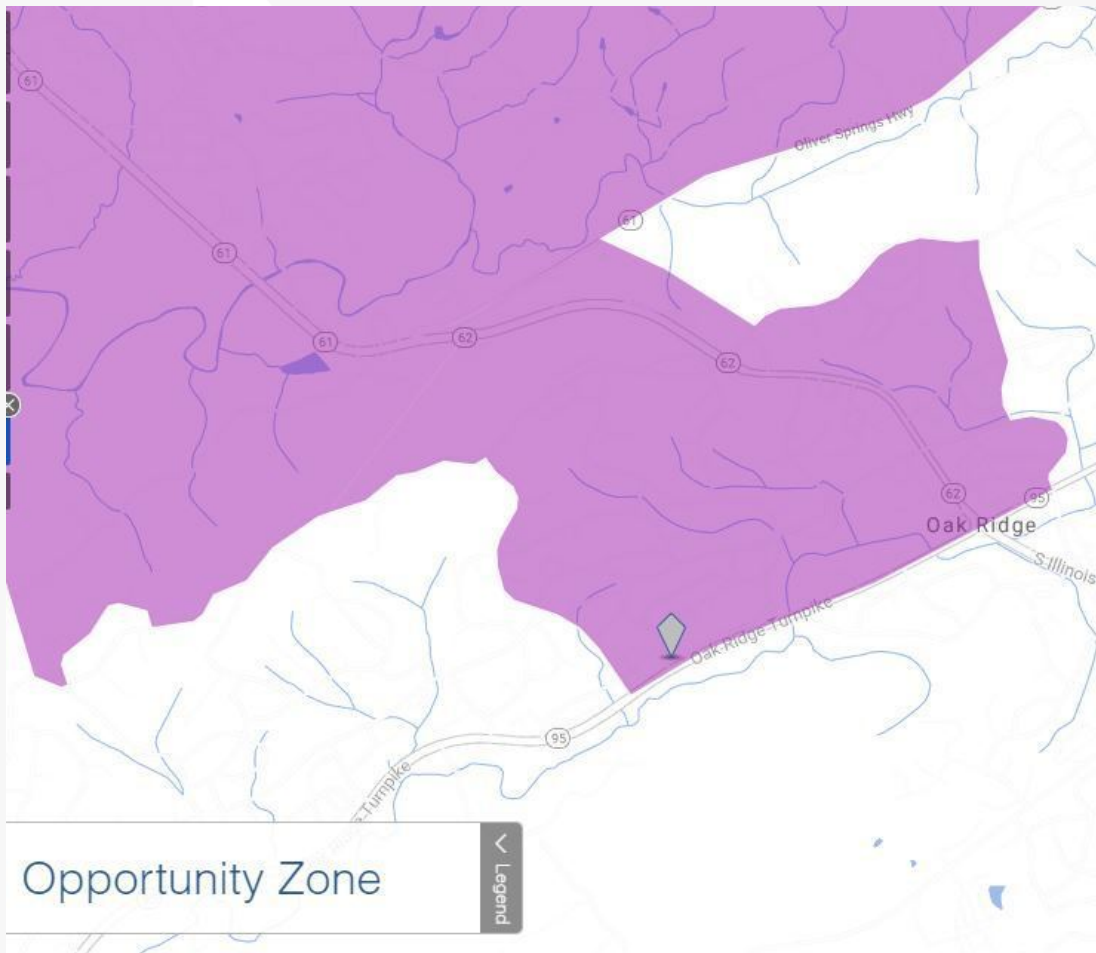 61
Oliver Springs Hwy
61
61
61
62
62
62
95
Oak Ridge
S Illinois
Oak Ridge Turnpike
95
Turnpike
Opportunity Zone
Legend